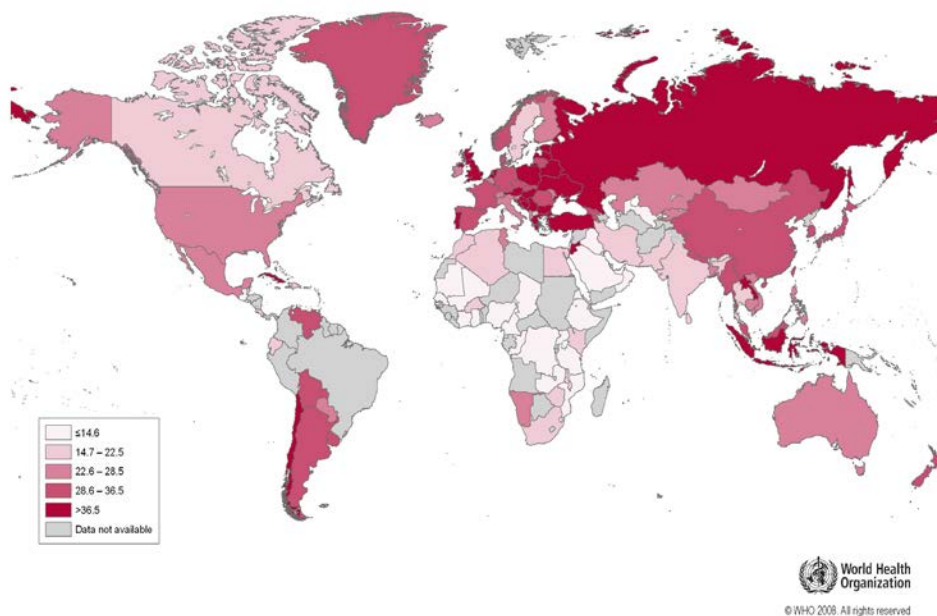 ≤14.6
14.7 – 22.5
22.6 – 28.5
28.6 – 36.5
>36.5
Data not available
World Health
Organization
© WHO 2008. All rights reserved